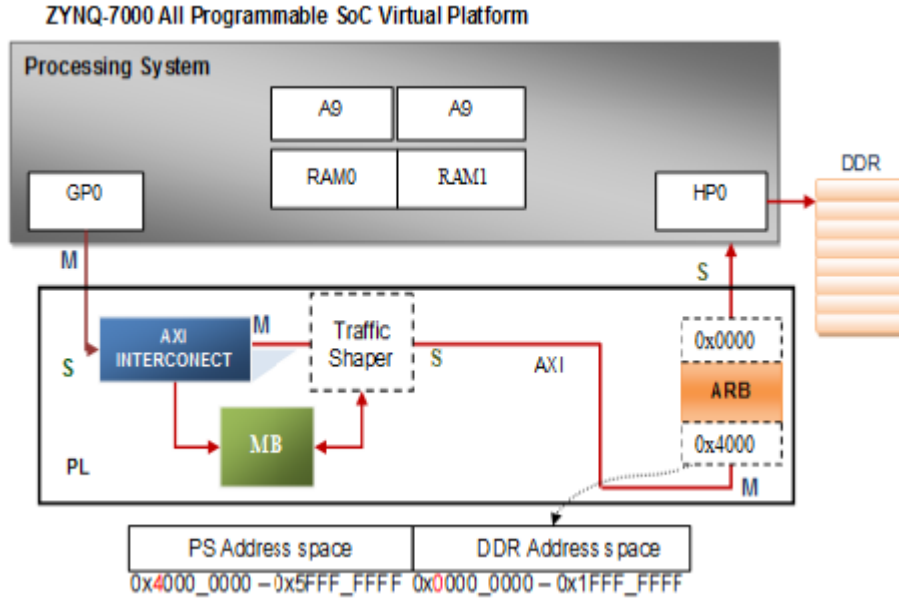 ZYNQ-7000 All Programmable SoC Virtual Platform
Processing System
A9
A9
RAM0
RAM1
GP0
HP0
DDR
M
S
AXI
INTERCONECT
M
Traffic
Shaper
S
AXI
S
0x0000
ARB
0x4000
M
MB
PL
PS Address space
DDR Address space
0x4000_0000 – 0x5FFF_FFFF
0x0000_0000 – 0x1FFF_FFFF